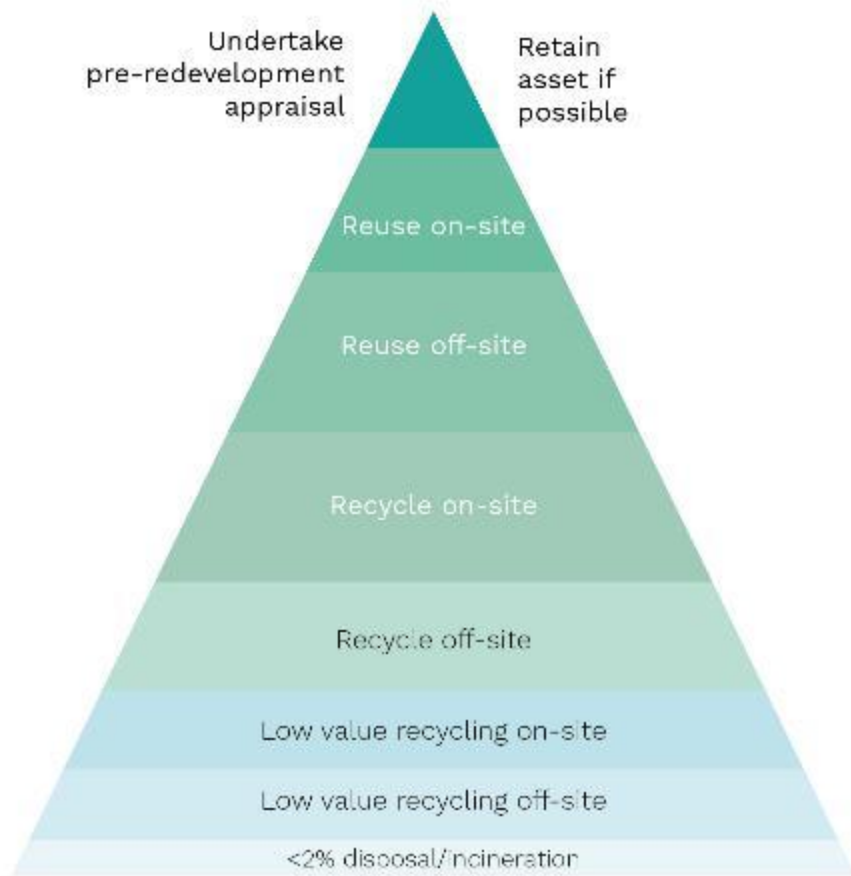 Undertake
pre-redevelopment
appraisal
Retain
asset if
possible
Reuse on-site
Reuse off-site
Recycle on-site
Recycle off-site
Low value recycling on-site
Low value recycling off-site
<2% disposal/incineration